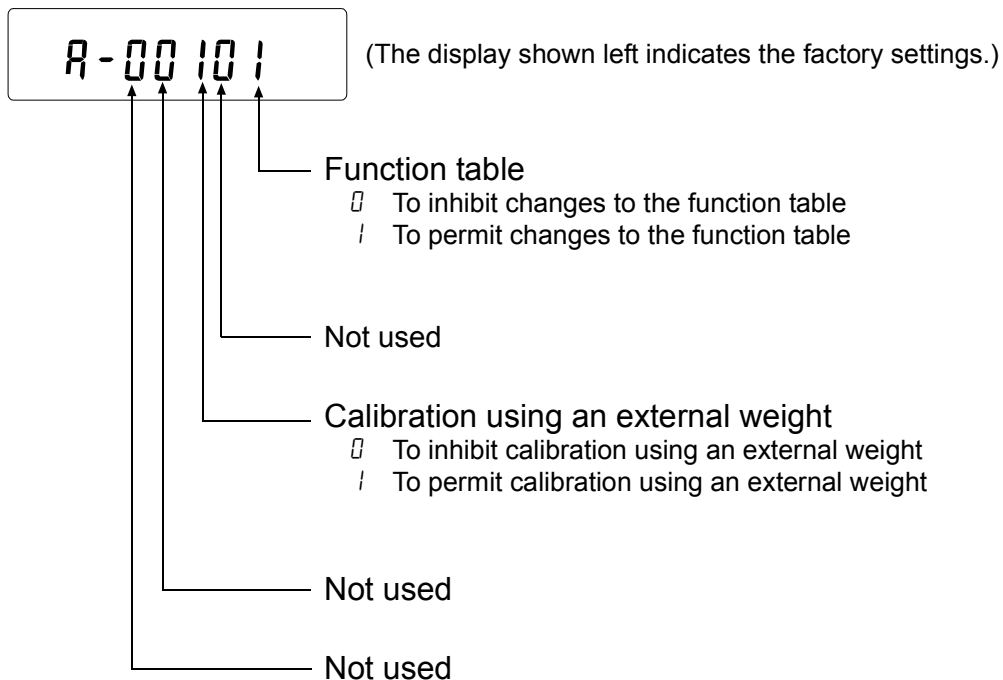 A-00101
(The display shown left indicates the factory settings.)
Function table
0 To inhibit changes to the function table
1 To permit changes to the function table
Not used
Calibration using an external weight
0 To inhibit calibration using an external weight
1 To permit calibration using an external weight
Not used
Not used